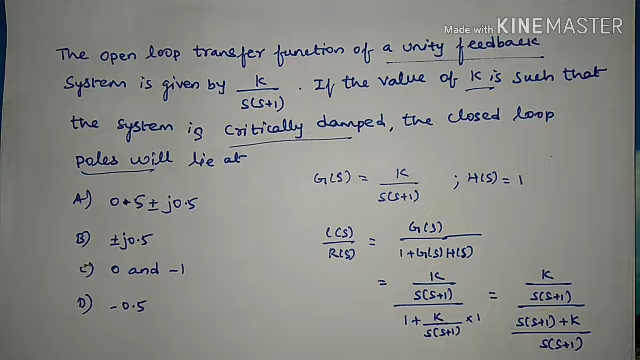 Made with KINEMASTER
The open loop transfer function of a unity feedback
system is given by K / S(S+1) . If the value of K is such that
the system is critically damped, the closed loop
poles will lie at
A) 0+5 ± j0.5
B) ± j0.5
C) 0 and -1
D) -0.5
G(S) = K / S(S+1) ; H(S) = 1
C(S) / R(S) = G(S) / 1+G(S)H(S)
= K / S(S+1) / 1 + K / S(S+1) × 1 = K / S(S+1) / S(S+1)+K / S(S+1)